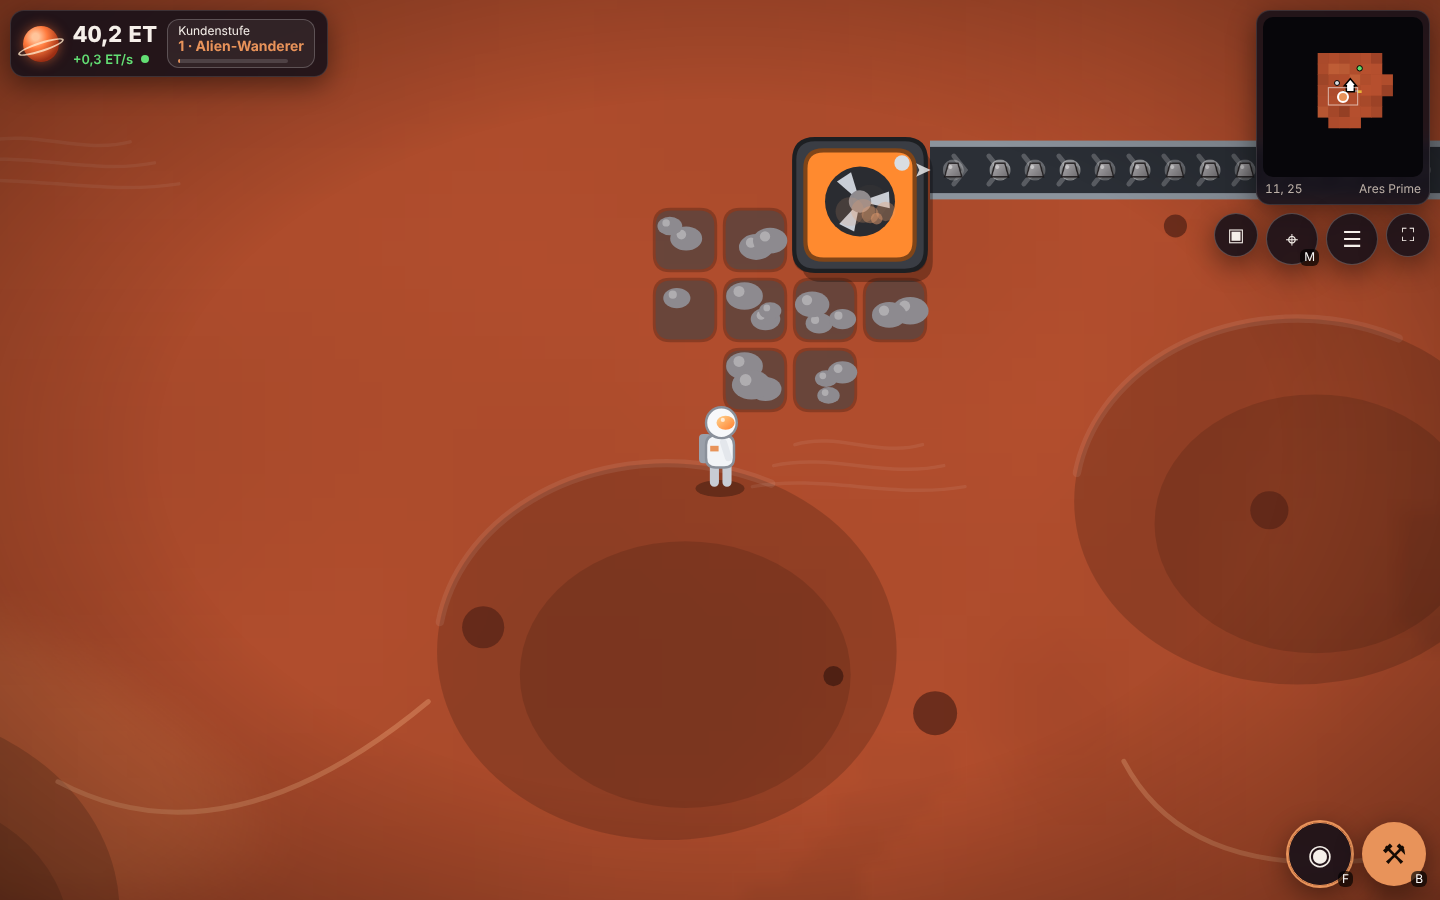 40,2 ET
+0,3 ET/s
Kundenstufe
1 · Alien-Wanderer
11, 25
Ares Prime
M
F
B